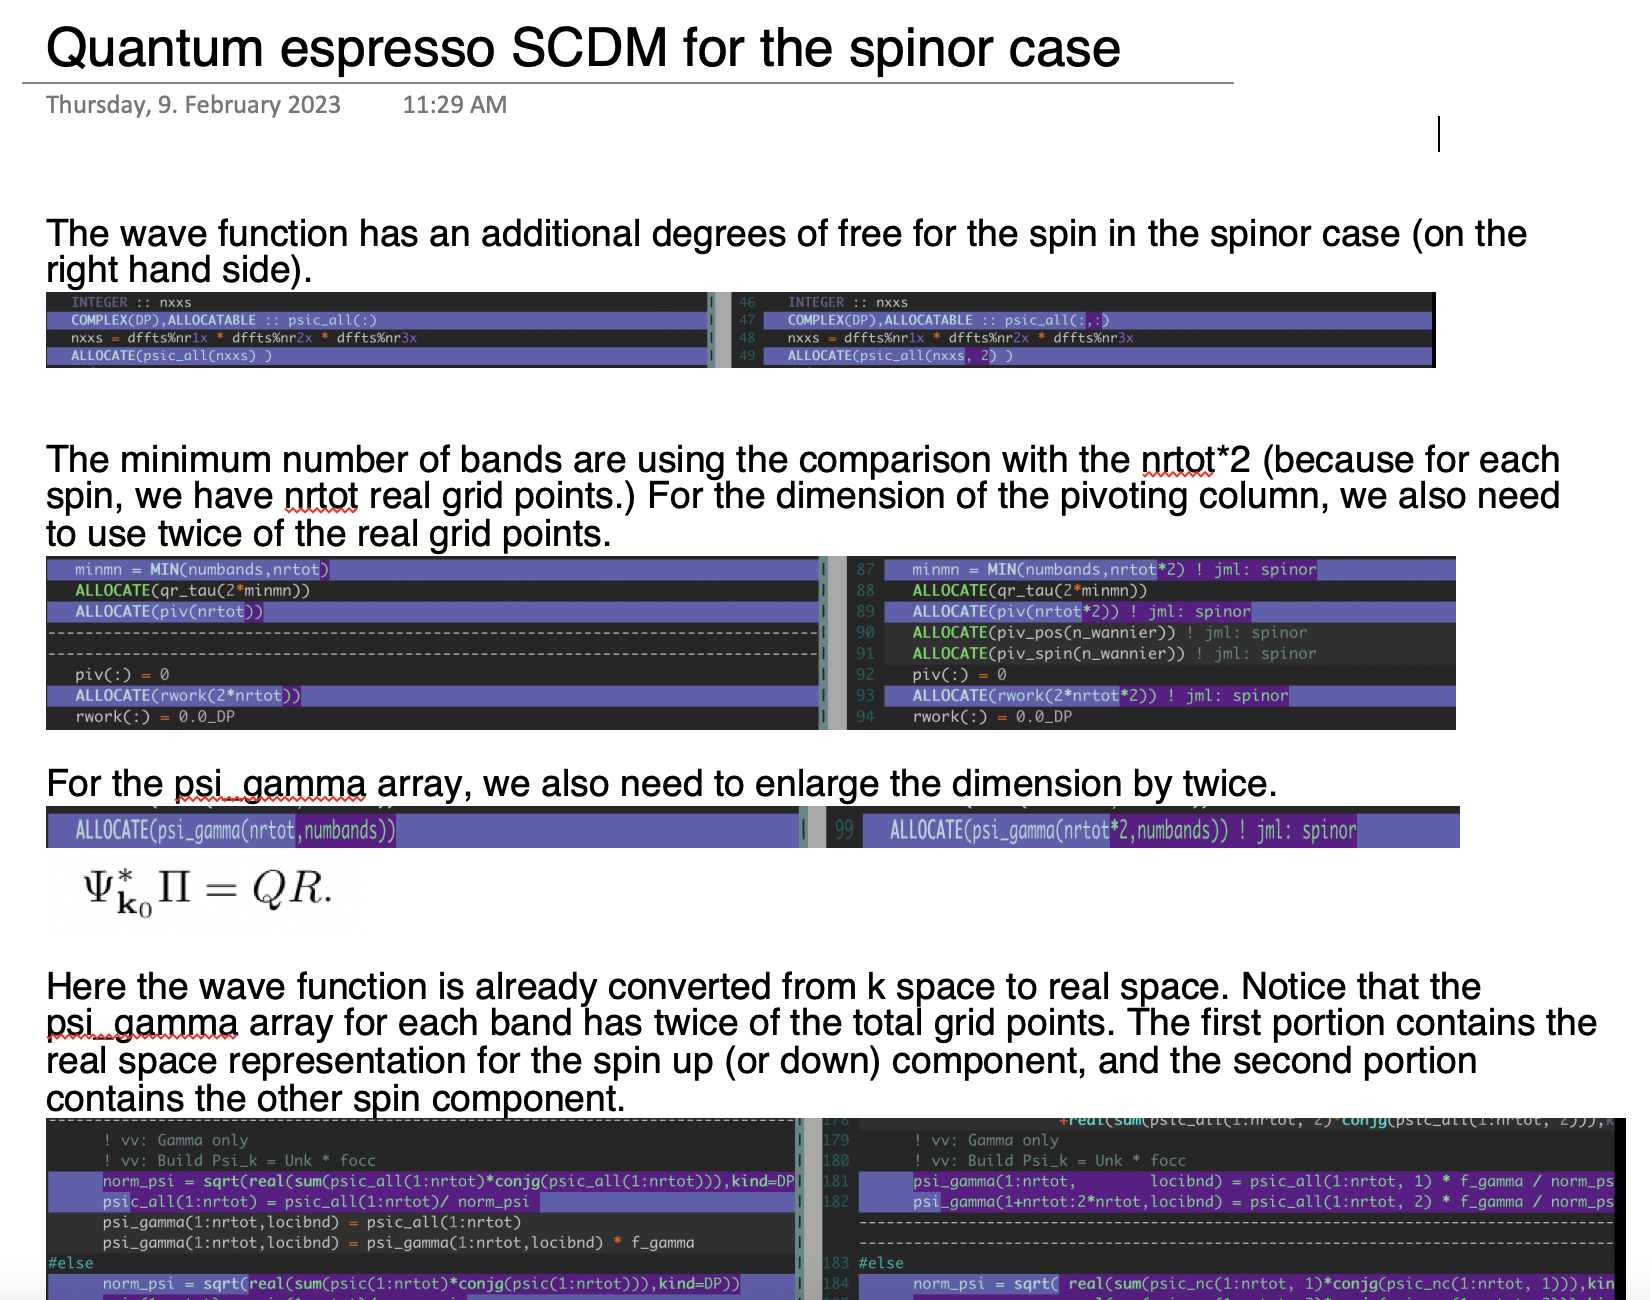 Quantum espresso SCDM for the spinor case
Thursday, 9. February 2023 11:29 AM
The wave function has an additional degrees of free for the spin in the spinor case (on the
right hand side).
INTEGER :: nxxs
COMPLEX(DP),ALLOCATABLE :: psic_all(:)
nxxs = dffts%nr1x * dffts%nr2x * dffts%nr3x
ALLOCATE(psic_all(nxxs) )
46 INTEGER :: nxxs
47 COMPLEX(DP),ALLOCATABLE :: psic_all(:,:)
48 nxxs = dffts%nr1x * dffts%nr2x * dffts%nr3x
49 ALLOCATE(psic_all(nxxs, 2) )
The minimum number of bands are using the comparison with the nrtot*2 (because for each
spin, we have nrtot real grid points.) For the dimension of the pivoting column, we also need
to use twice of the real grid points.
minmn = MIN(numbands,nrtot)
ALLOCATE(qr_tau(2*minmn))
ALLOCATE(piv(nrtot))
piv(:) = 0
ALLOCATE(rwork(2*nrtot))
rwork(:) = 0.0_DP
87 minmn = MIN(numbands,nrtot*2) ! jml: spinor
88 ALLOCATE(qr_tau(2*minmn))
89 ALLOCATE(piv(nrtot*2)) ! jml: spinor
90 ALLOCATE(piv_pos(n_wannier)) ! jml: spinor
91 ALLOCATE(piv_spin(n_wannier)) ! jml: spinor
92 piv(:) = 0
93 ALLOCATE(rwork(2*nrtot*2)) ! jml: spinor
94 rwork(:) = 0.0_DP
For the psi_gamma array, we also need to enlarge the dimension by twice.
ALLOCATE(psi_gamma(nrtot,numbands))
99 ALLOCATE(psi_gamma(nrtot*2,numbands)) ! jml: spinor
Ψ*k0 Π = QR.
Here the wave function is already converted from k space to real space. Notice that the
psi_gamma array for each band has twice of the total grid points. The first portion contains the
real space representation for the spin up (or down) component, and the second portion
contains the other spin component.
! vv: Gamma only
! vv: Build Psi_k = Unk * focc
norm_psi = sqrt(real(sum(psic_all(1:nrtot)*conjg(psic_all(1:nrtot))),kind=DP
psic_all(1:nrtot) = psic_all(1:nrtot)/ norm_psi
psi_gamma(1:nrtot,locibnd) = psic_all(1:nrtot)
psi_gamma(1:nrtot,locibnd) = psi_gamma(1:nrtot,locibnd) * f_gamma
#else
norm_psi = sqrt(real(sum(psic(1:nrtot)*conjg(psic(1:nrtot))),kind=DP))
178 +real(sum(psic_all(1:nrtot, 2)*conjg(psic_all(1:nrtot, 2))),k
179 ! vv: Gamma only
180 ! vv: Build Psi_k = Unk * focc
181 psi_gamma(1:nrtot, locibnd) = psic_all(1:nrtot, 1) * f_gamma / norm_ps
182 psi_gamma(1+nrtot:2*nrtot,locibnd) = psic_all(1:nrtot, 2) * f_gamma / norm_ps
183 #else
184 norm_psi = sqrt( real(sum(psic_nc(1:nrtot, 1)*conjg(psic_nc(1:nrtot, 1))),kin